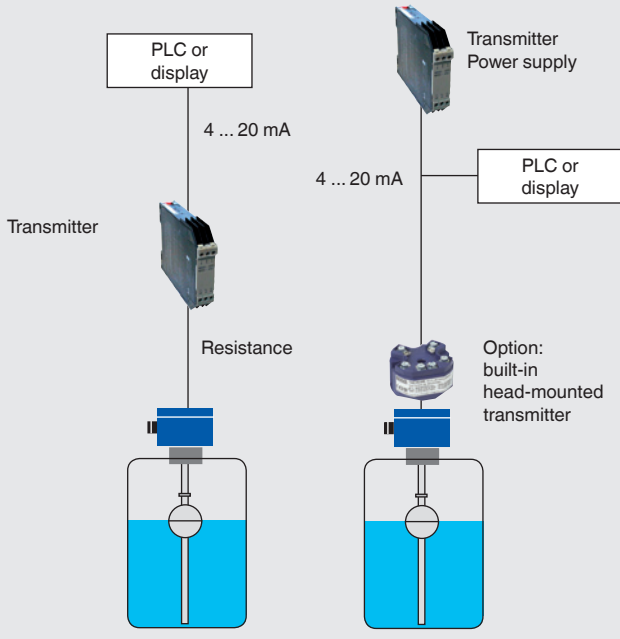 PLC or
display
4 ... 20 mA
Transmitter
Resistance
Transmitter
Power supply
4 ... 20 mA
PLC or
display
Option:
built-in
head-mounted
transmitter